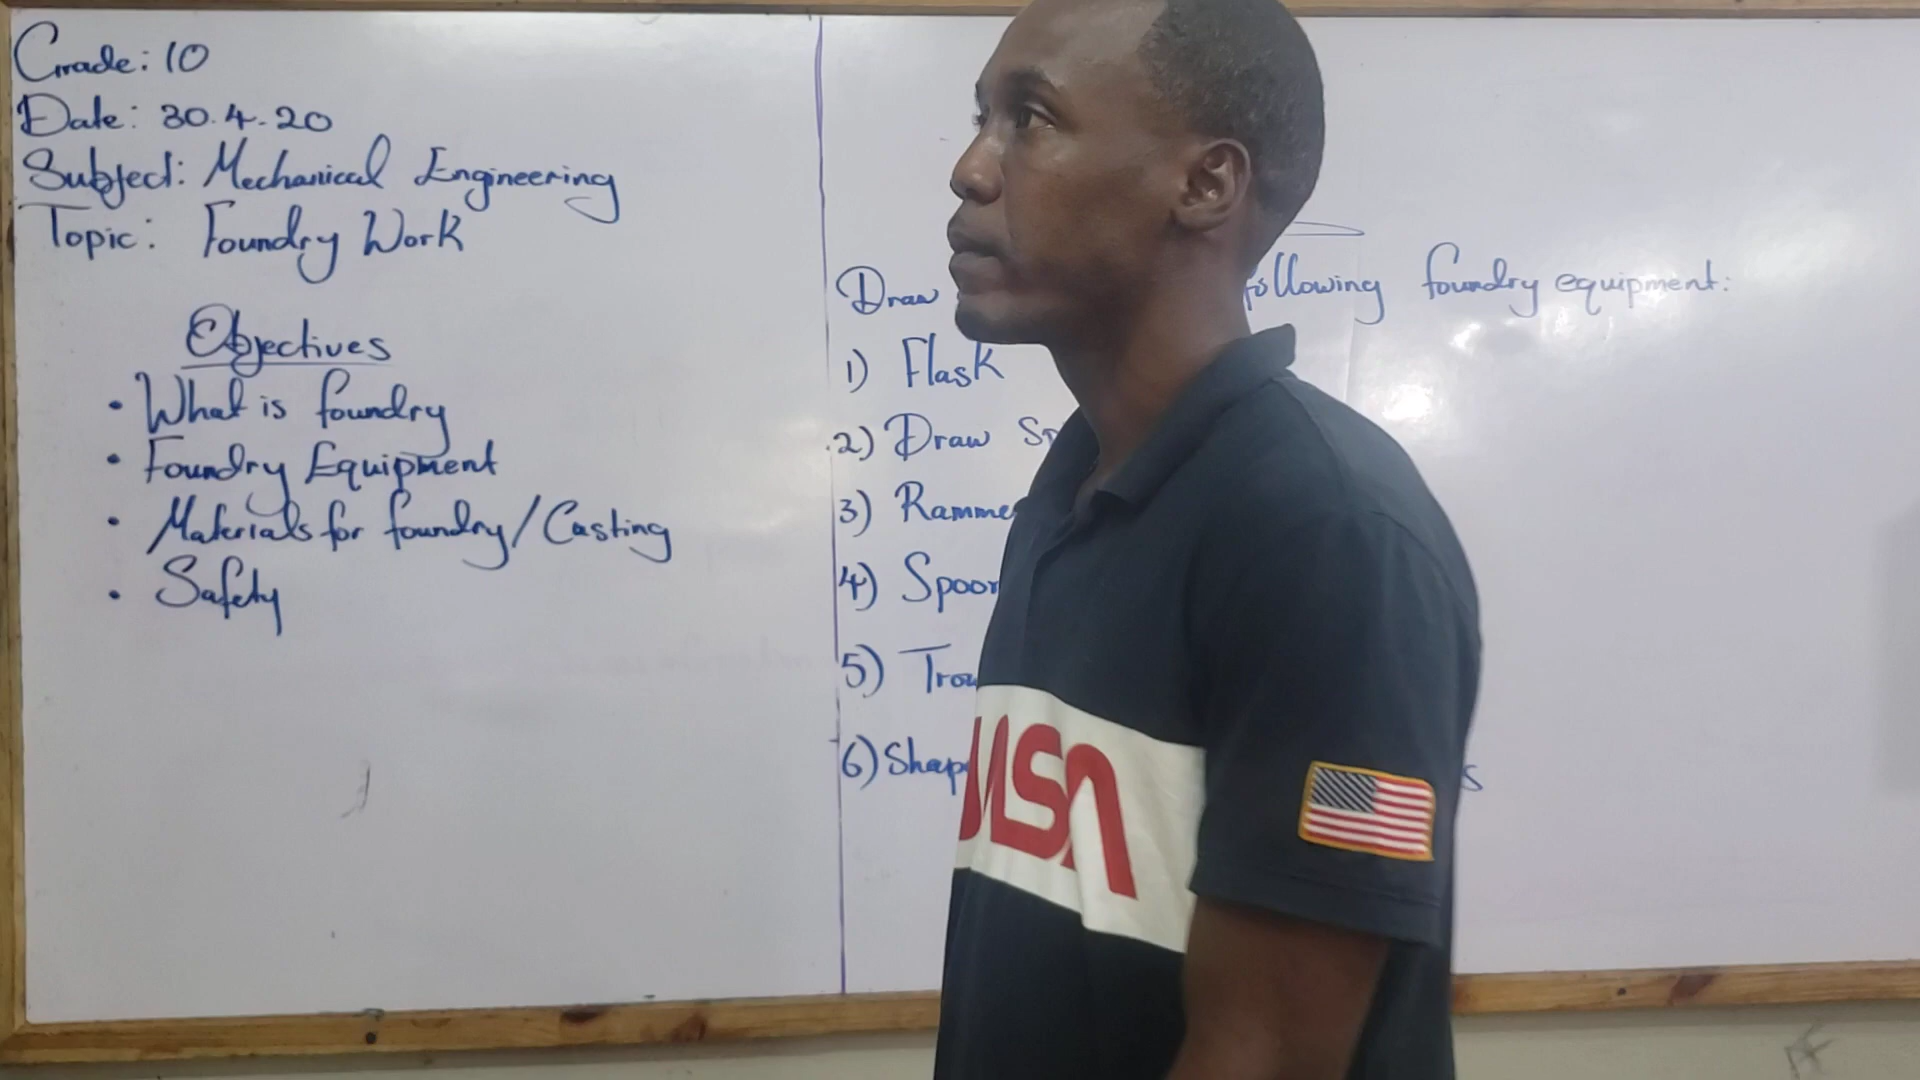 Grade: 10
Date: 30.4.20
Subject: Mechanical Engineering
Topic: Foundry Work
Objectives
• What is foundry
• Foundry Equipment
• Materials for foundry/Casting
• Safety
Draw following foundry equipment:
1) Flask
2) Draw
3) Ramme
4) Spoon
5) Trow
6) Shap s
NASA